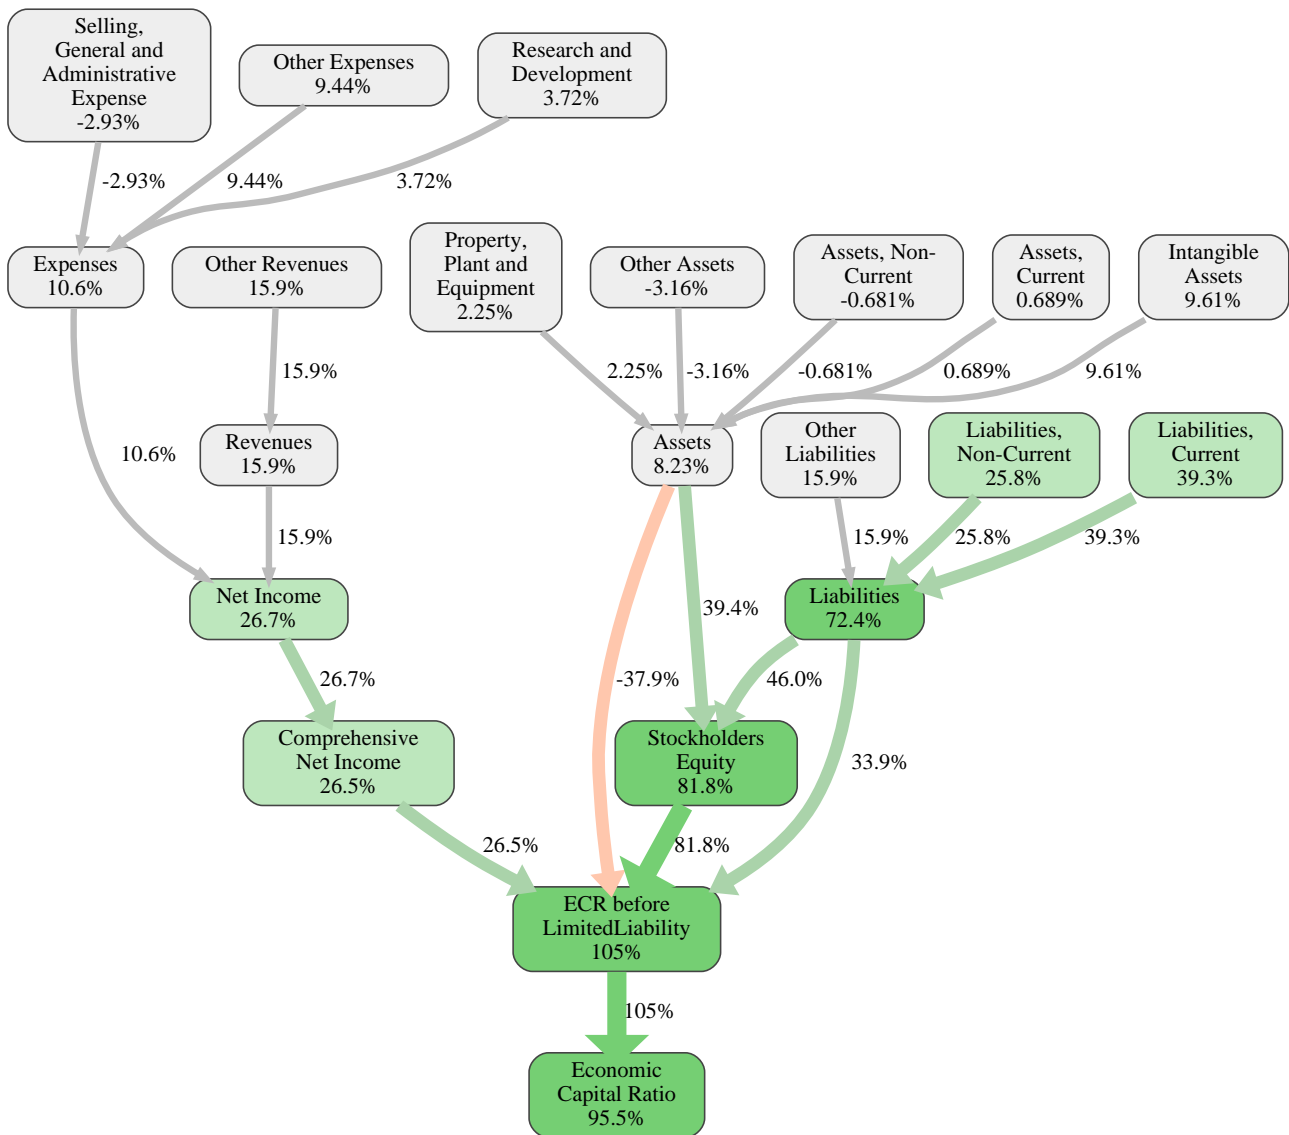 Selling,
General and
Administrative
Expense
-2.93%
Other Expenses
9.44%
Research and
Development
3.72%
-2.93%
9.44%
3.72%
Expenses
10.6%
Other Revenues
15.9%
Property,
Plant and
Equipment
2.25%
Other Assets
-3.16%
Assets, Non-
Current
-0.681%
Assets,
Current
0.689%
Intangible
Assets
9.61%
15.9%
2.25%
-3.16%
-0.681%
0.689%
9.61%
10.6%
Revenues
15.9%
Assets
8.23%
Other
Liabilities
15.9%
Liabilities,
Non-Current
25.8%
Liabilities,
Current
39.3%
15.9%
15.9%
25.8%
39.3%
Net Income
26.7%
39.4%
Liabilities
72.4%
26.7%
-37.9%
46.0%
Comprehensive
Net Income
26.5%
Stockholders
Equity
81.8%
33.9%
26.5%
81.8%
ECR before
LimitedLiability
105%
105%
Economic
Capital Ratio
95.5%